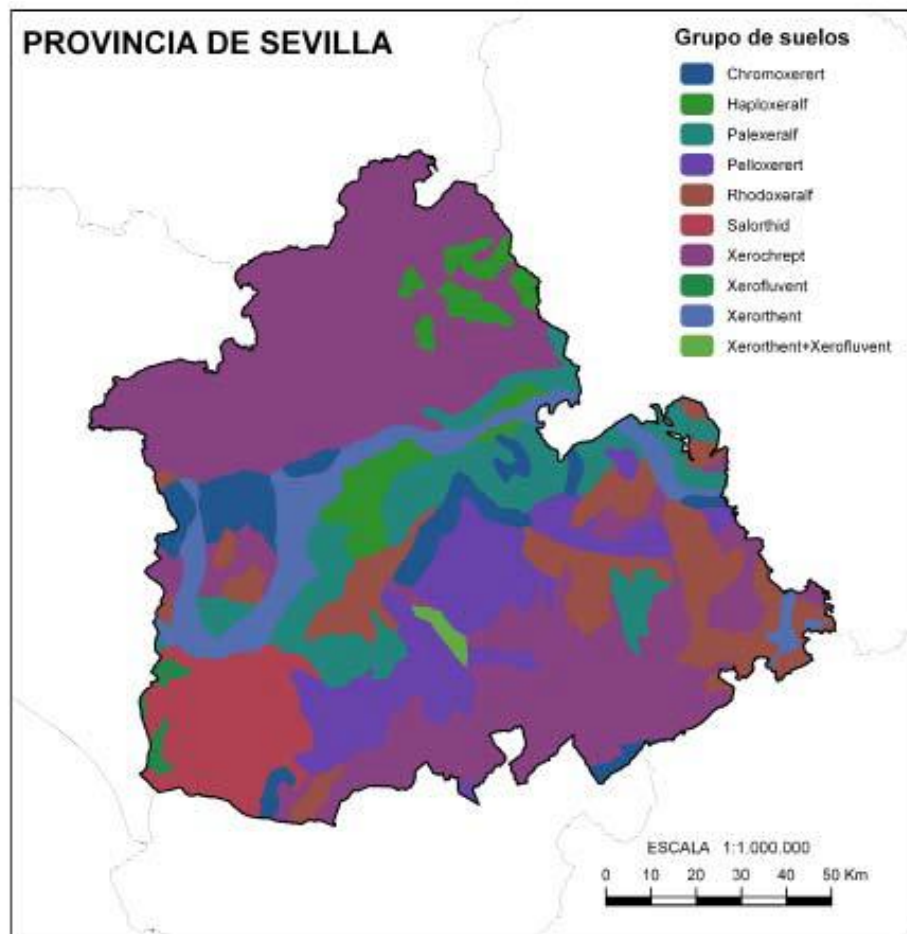 PROVINCIA DE SEVILLA
Grupo de suelos
Chromoxerert
Haploxeralf
Palexeralf
Pelloxerert
Rhodoxeralf
Salorthid
Xerochrept
Xerofluvent
Xerorthent
Xerorthent+Xerofluvent
ESCALA 1:1.000.000
0 10 20 30 40 50 Km